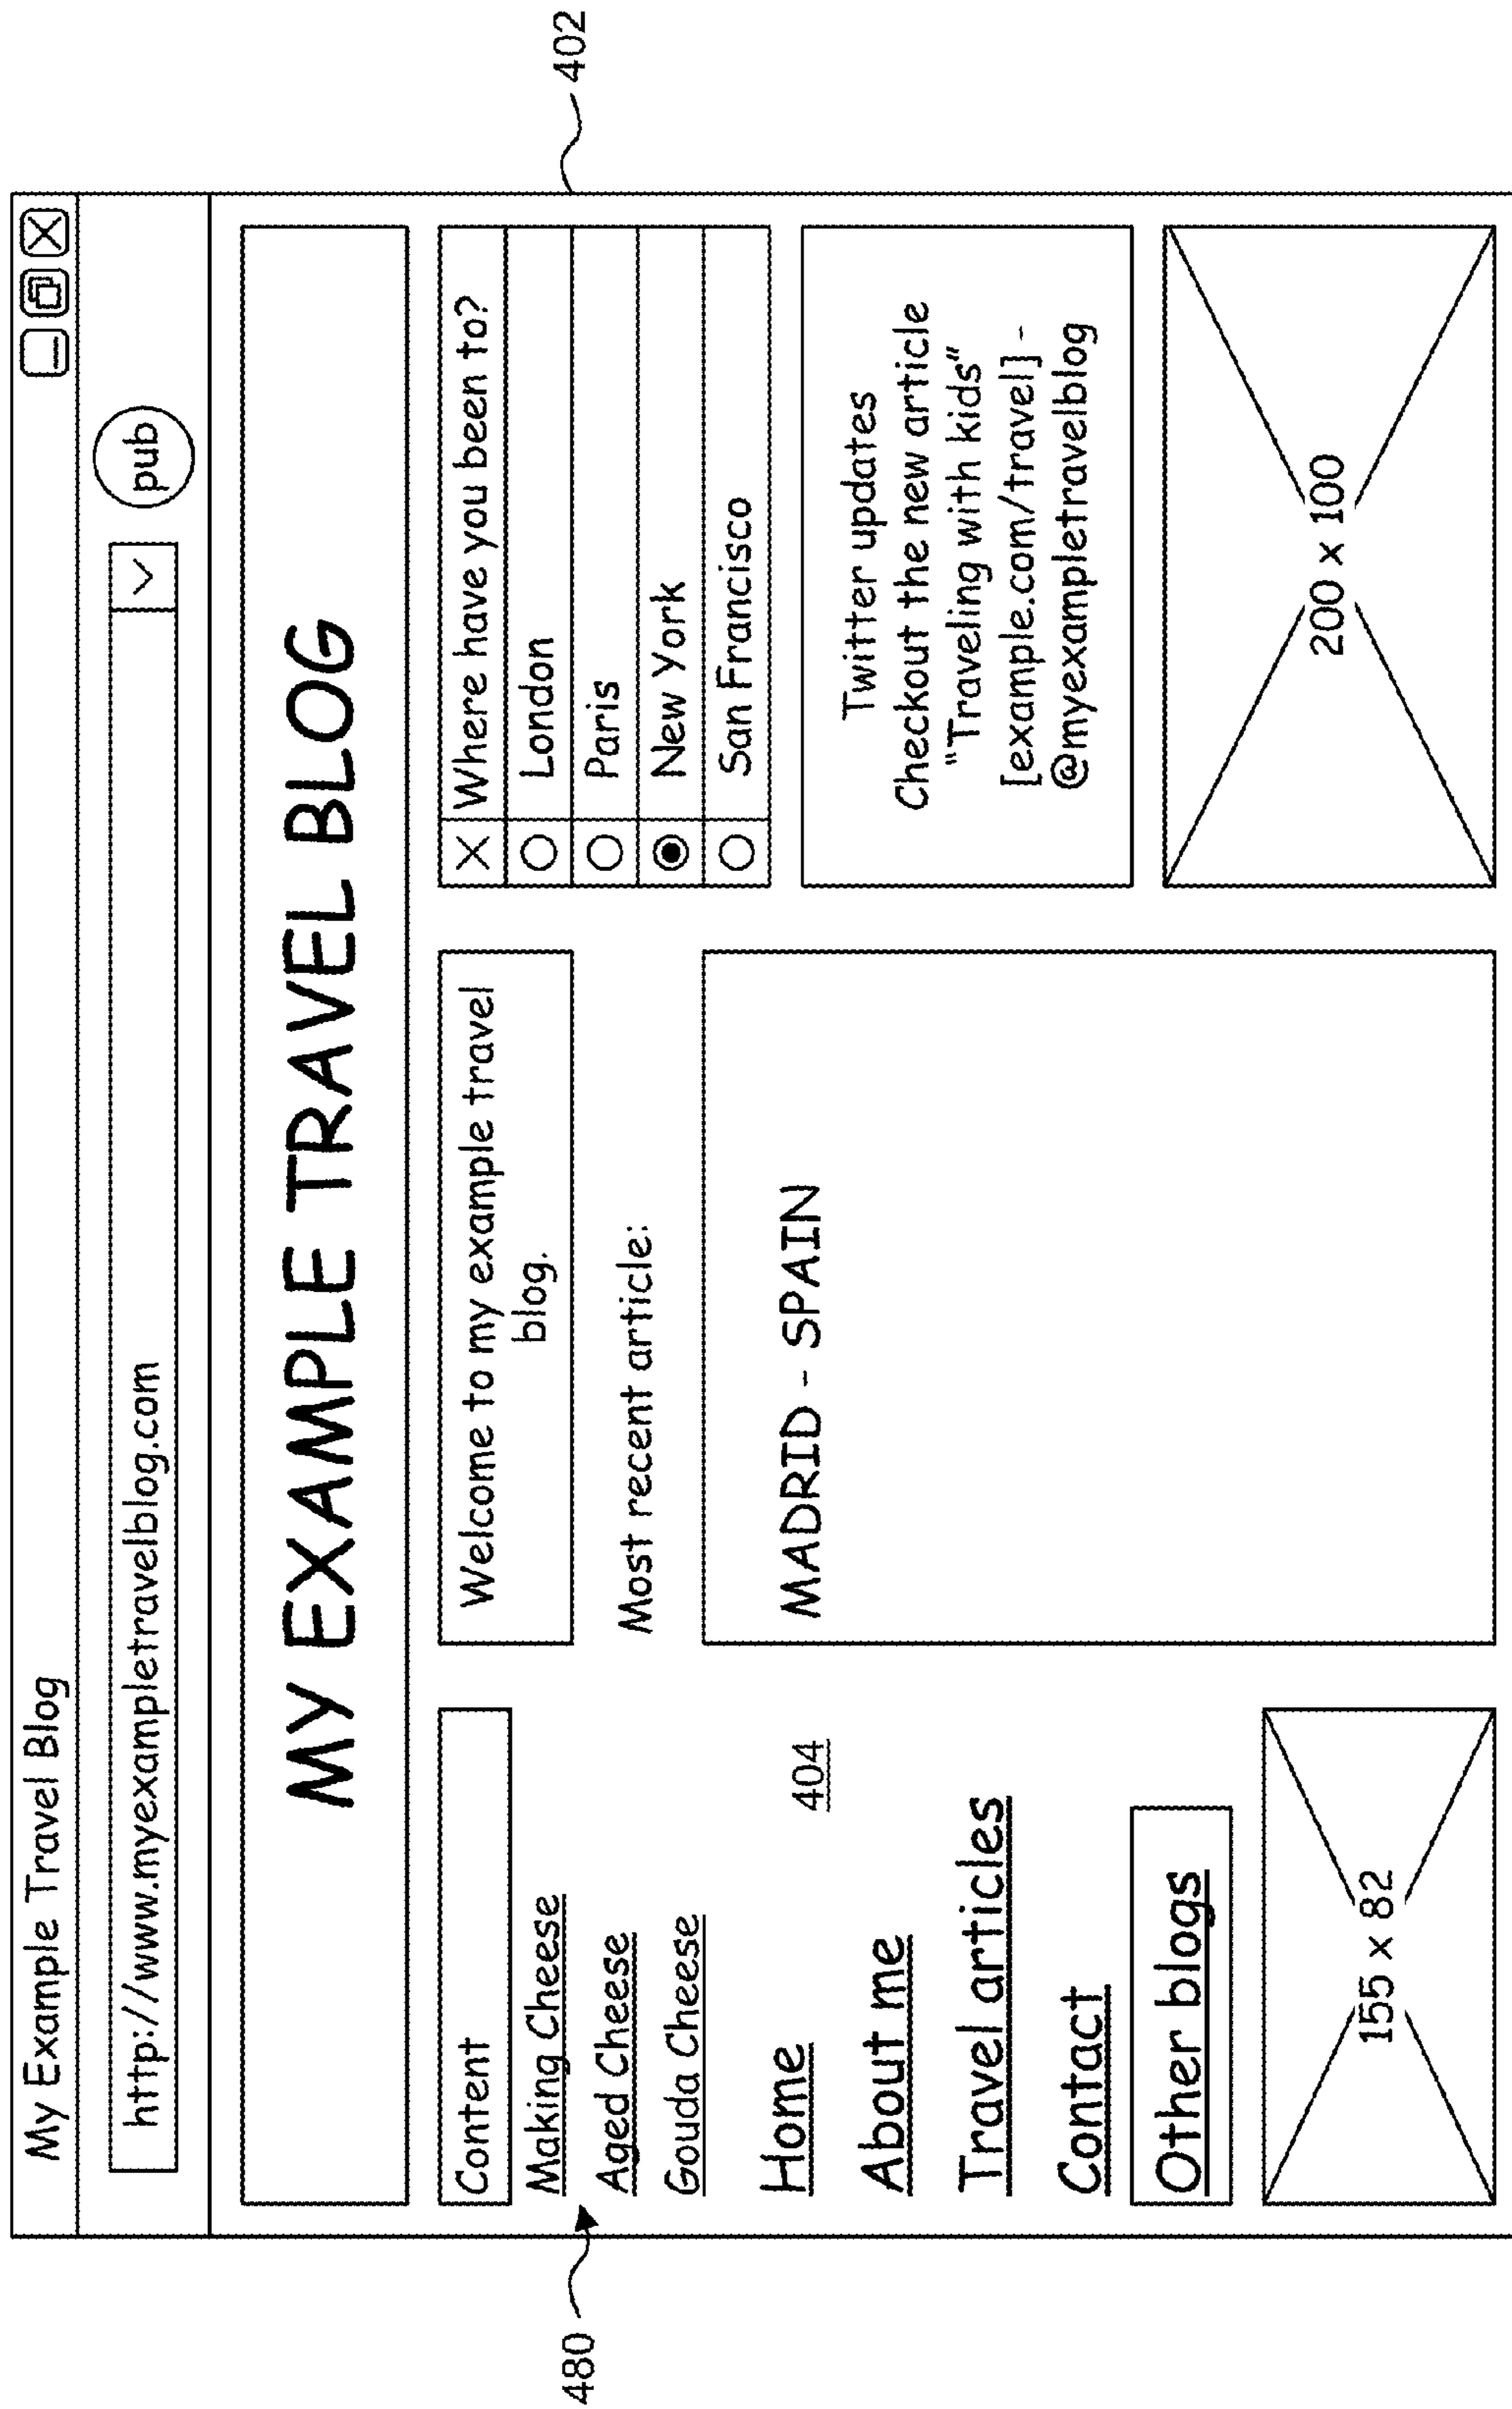 My Example Travel Blog
http://www.myexampletravelblog.com
pub
402
MY EXAMPLE TRAVEL BLOG
480
Content
Making Cheese
Aged Cheese
Gouda Cheese
Home
404
About me
Travel articles
Contact
Other blogs
155 x 82
Welcome to my example travel
blog.
Most recent article:
MADRID - SPAIN
Where have you been to?
London
Paris
New York
San Francisco
Twitter updates
Checkout the new article
"Traveling with kids"
[example.com/travel] -
@myexampletravelblog
200 x 100